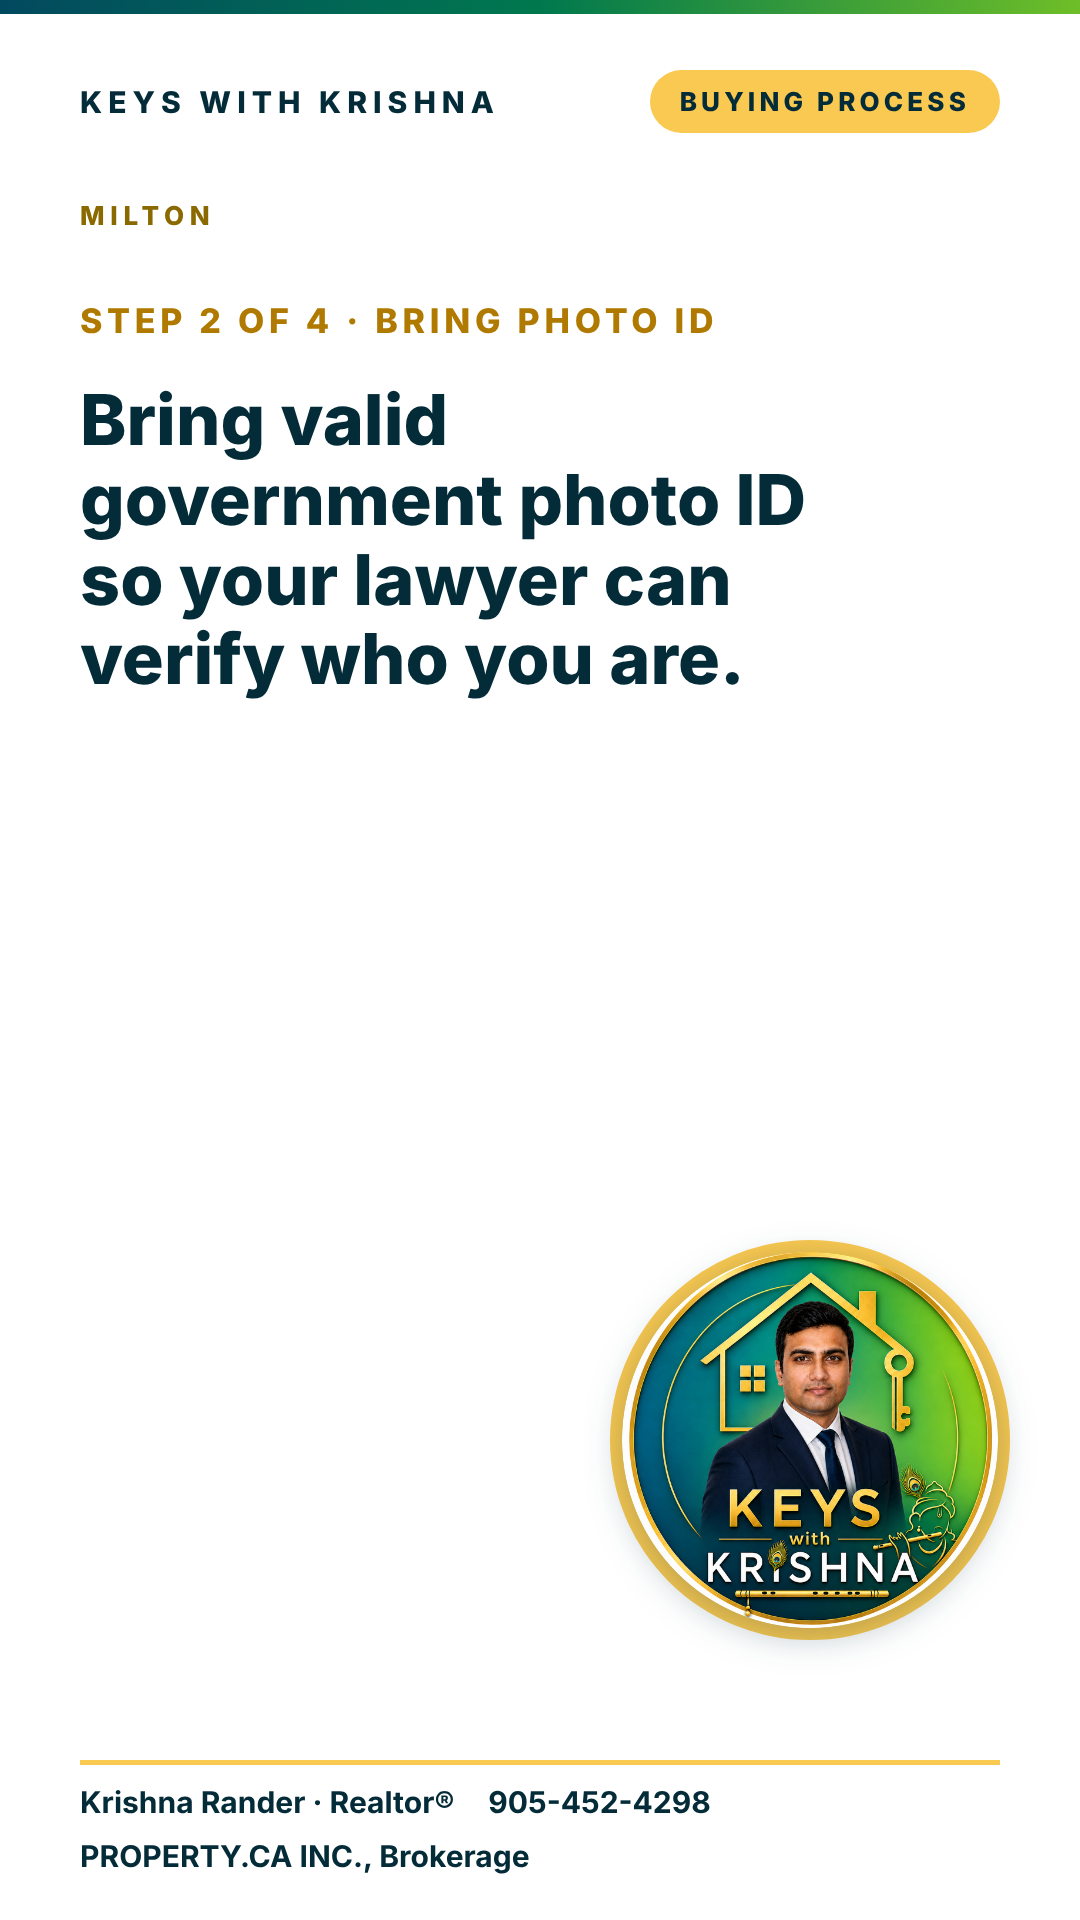 KEYS WITH KRISHNA
BUYING PROCESS
MILTON
STEP 2 OF 4 · BRING PHOTO ID
Bring valid
government photo ID
so your lawyer can
verify who you are.
KEYS
with
KRISHNA
Krishna Rander · Realtor® 905-452-4298
PROPERTY.CA INC., Brokerage